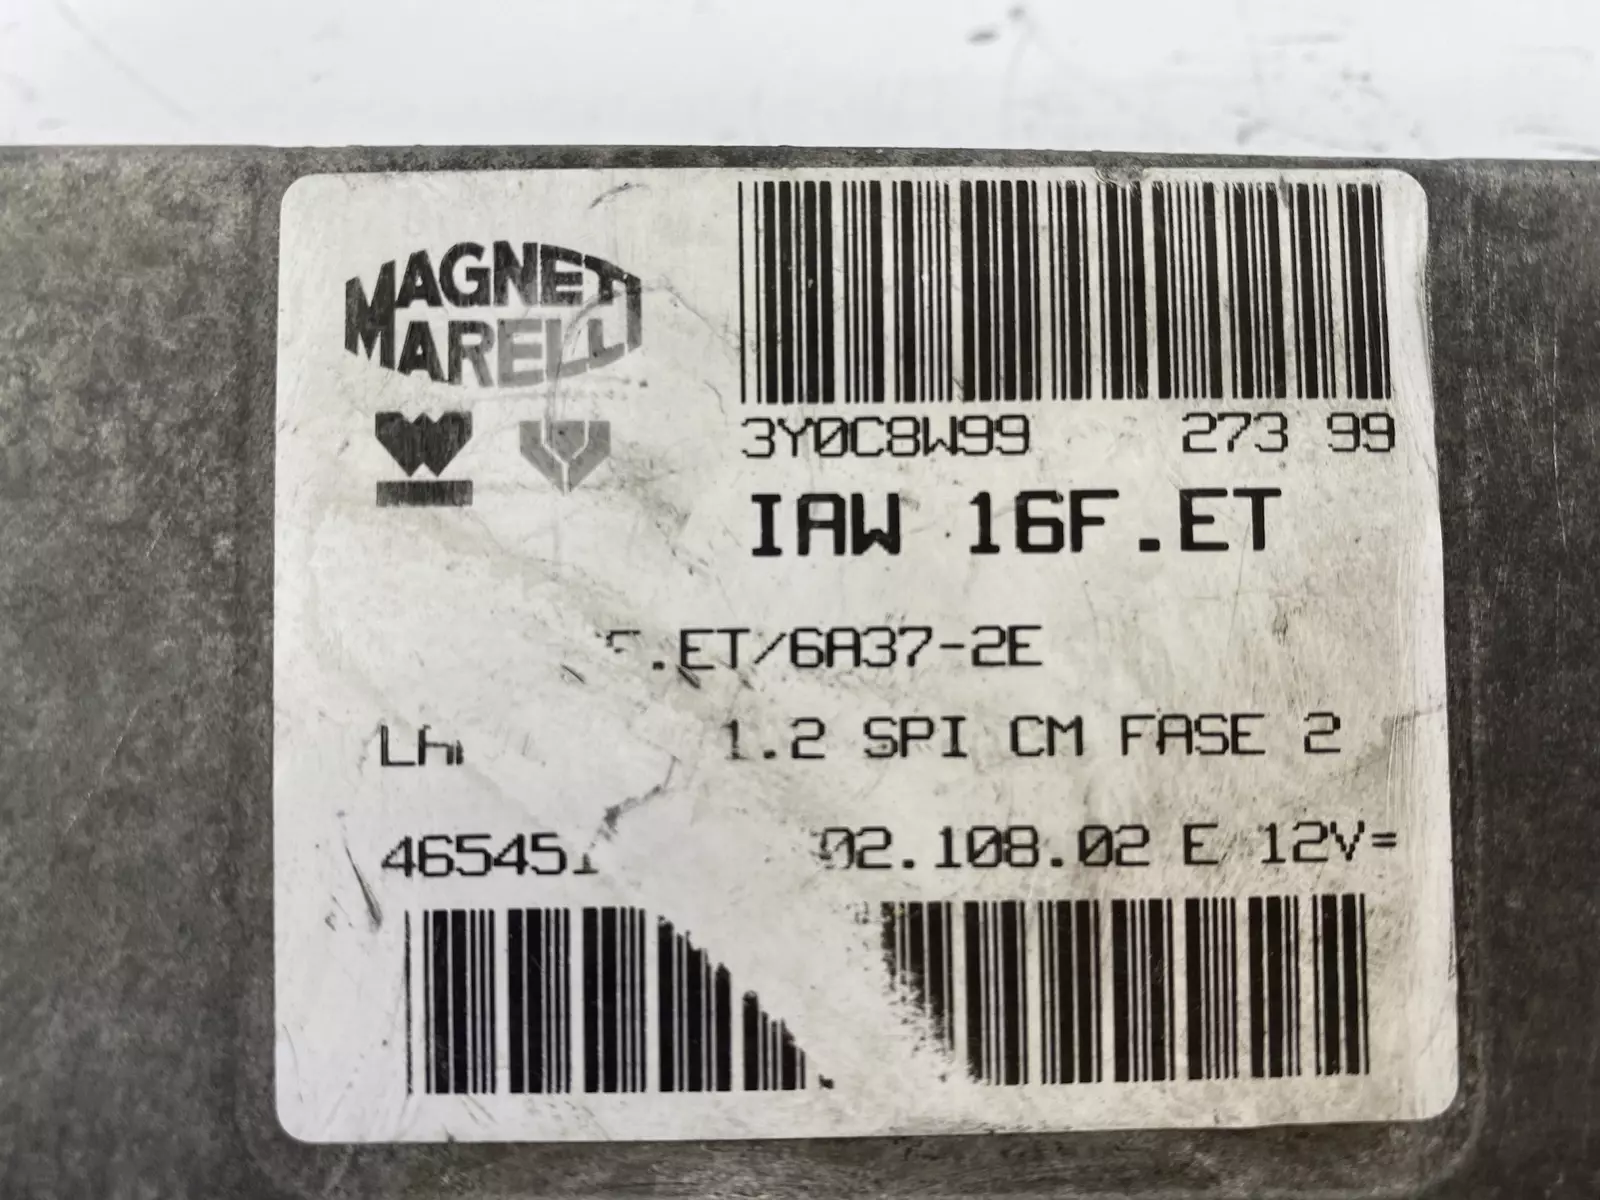 MAGNETI
MARELLI
3Y0C8W99 273 99
IAW 16F.ET
.ET/6A37-2E
1.2 SPI CM FASE 2
02.108.02 E 12V=